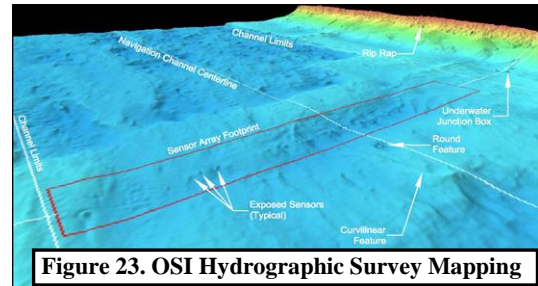 Channel Limits
Navigation Channel Centerline
Rip Rap
Underwater
Junction Box
Channel Limits
Sensor Array Footprint
Round
Feature
Exposed Sensors
(Typical)
Curvilinear
Feature
Figure 23. OSI Hydrographic Survey Mapping